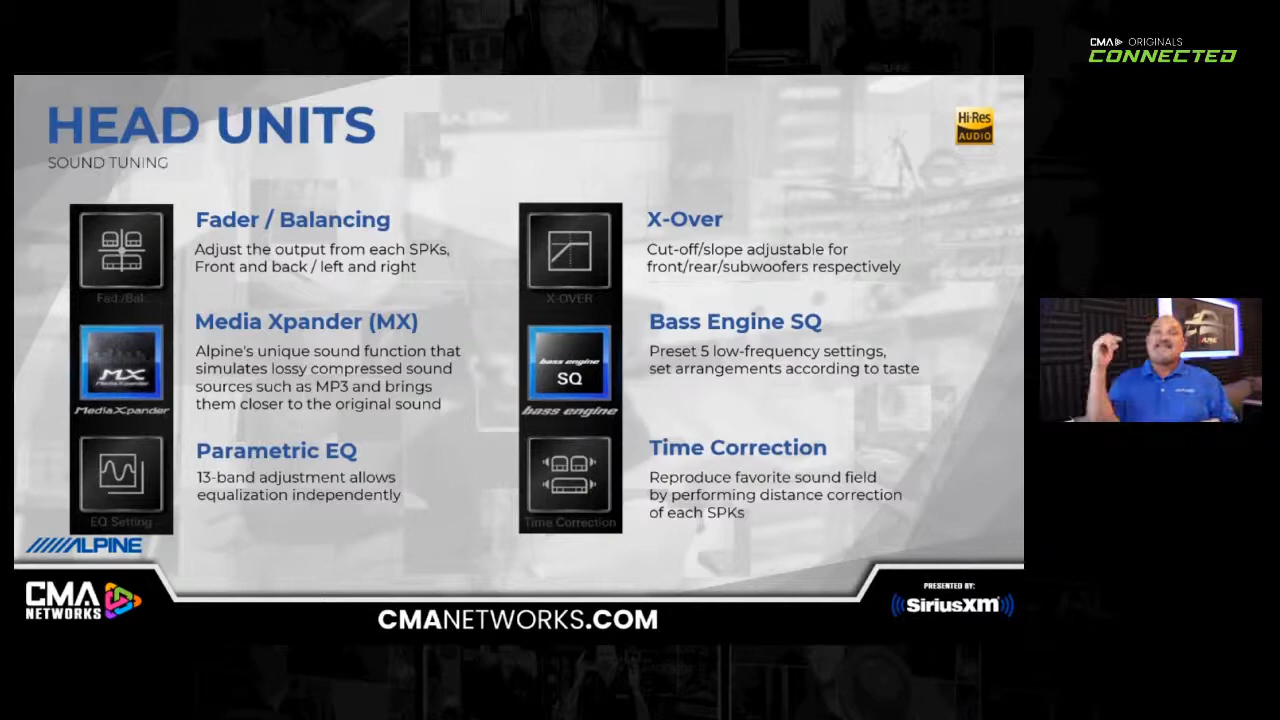 CMA ORIGINALS
CONNECTED
HEAD UNITS
SOUND TUNING
Hi-Res
AUDIO
Fader / Balancing
Adjust the output from each SPKs,
Front and back / left and right
Fad./Bal.
Media Xpander (MX)
Alpine's unique sound function that
simulates lossy compressed sound
sources such as MP3 and brings
them closer to the original sound
MX
MediaXpander
MediaXpander
Parametric EQ
13-band adjustment allows
equalization independently
EQ Setting
X-Over
Cut-off/slope adjustable for
front/rear/subwoofers respectively
X-OVER
Bass Engine SQ
Preset 5 low-frequency settings,
set arrangements according to taste
bass engine
SQ
bass engine
Time Correction
Reproduce favorite sound field
by performing distance correction
of each SPKs
Time Correction
ALPINE
CMA
NETWORKS
CMANETWORKS.COM
PRESENTED BY:
SiriusXM